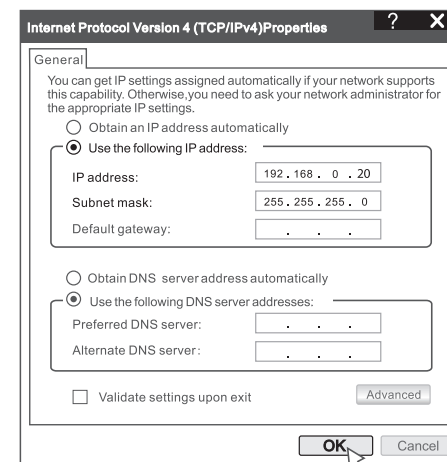 Internet Protocol Version 4 (TCP/IPv4)Properties ? X
General
You can get IP settings assigned automatically if your network supports
this capability. Otherwise,you need to ask your network administrator for
the appropriate IP settings.
Obtain an IP address automatically
Use the following IP address:
IP address: 192.168. 0 .20
Subnet mask: 255.255.255. 0
Default gateway: . . .
Obtain DNS server address automatically
Use the following DNS server addresses:
Preferred DNS server: . . .
Alternate DNS server: . . .
Validate settings upon exit Advanced
OK Cancel